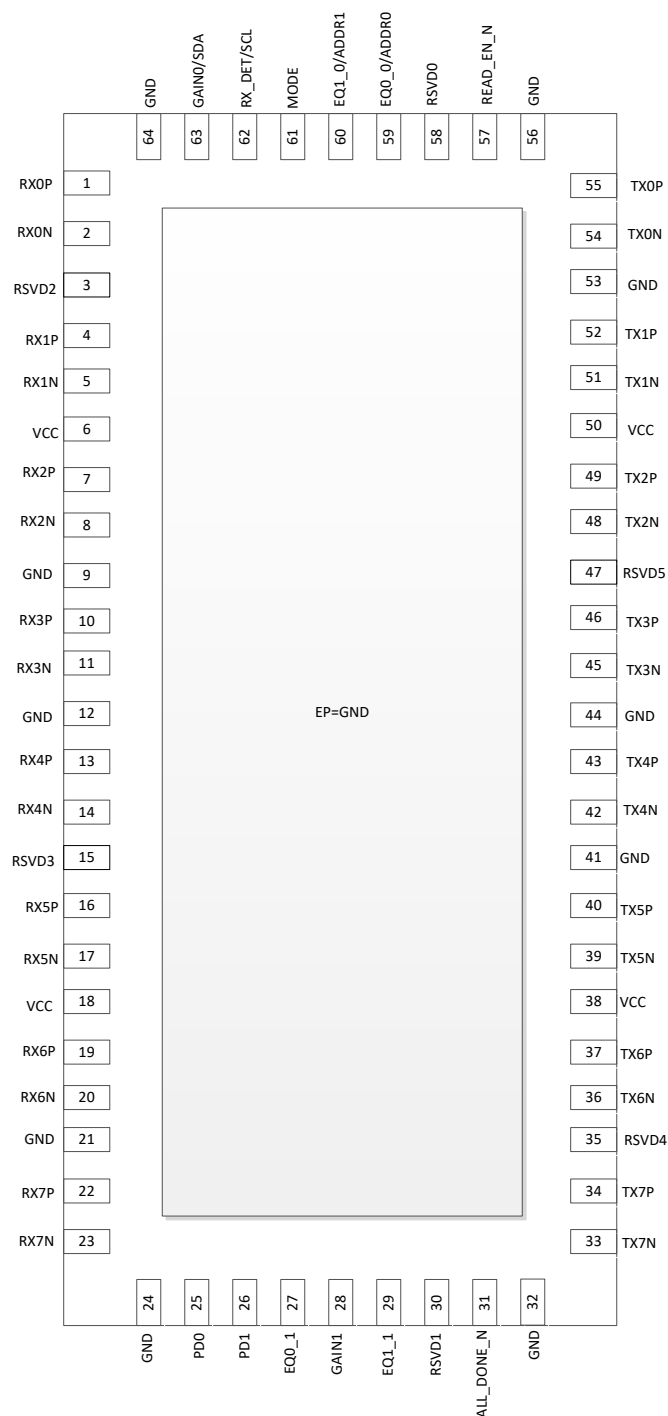 GND
GAIN0/SDA
RX_DET/SCL
MODE
EQ1_0/ADDR1
EQ0_0/ADDR0
RSVD0
READ_EN_N
GND
64
63
62
61
60
59
58
57
56
RX0P 1
55 TX0P
RX0N 2
54 TX0N
RSVD2 3
53 GND
RX1P 4
52 TX1P
RX1N 5
51 TX1N
VCC 6
50 VCC
RX2P 7
49 TX2P
RX2N 8
48 TX2N
GND 9
47 RSVD5
RX3P 10
46 TX3P
RX3N 11
45 TX3N
GND 12
EP=GND
44 GND
RX4P 13
43 TX4P
RX4N 14
42 TX4N
RSVD3 15
41 GND
RX5P 16
40 TX5P
RX5N 17
39 TX5N
VCC 18
38 VCC
RX6P 19
37 TX6P
RX6N 20
36 TX6N
GND 21
35 RSVD4
RX7P 22
34 TX7P
RX7N 23
33 TX7N
24
25
26
27
28
29
30
31
32
GND
PD0
PD1
EQ0_1
GAIN1
EQ1_1
RSVD1
ALL_DONE_N
GND